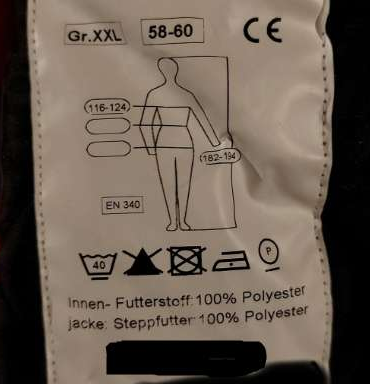 Gr.XXL 58-60 CE
116-124
182-194
EN 340
40 P
Innen- Futterstoff:100% Polyester
jacke: Steppfutter:100% Polyester